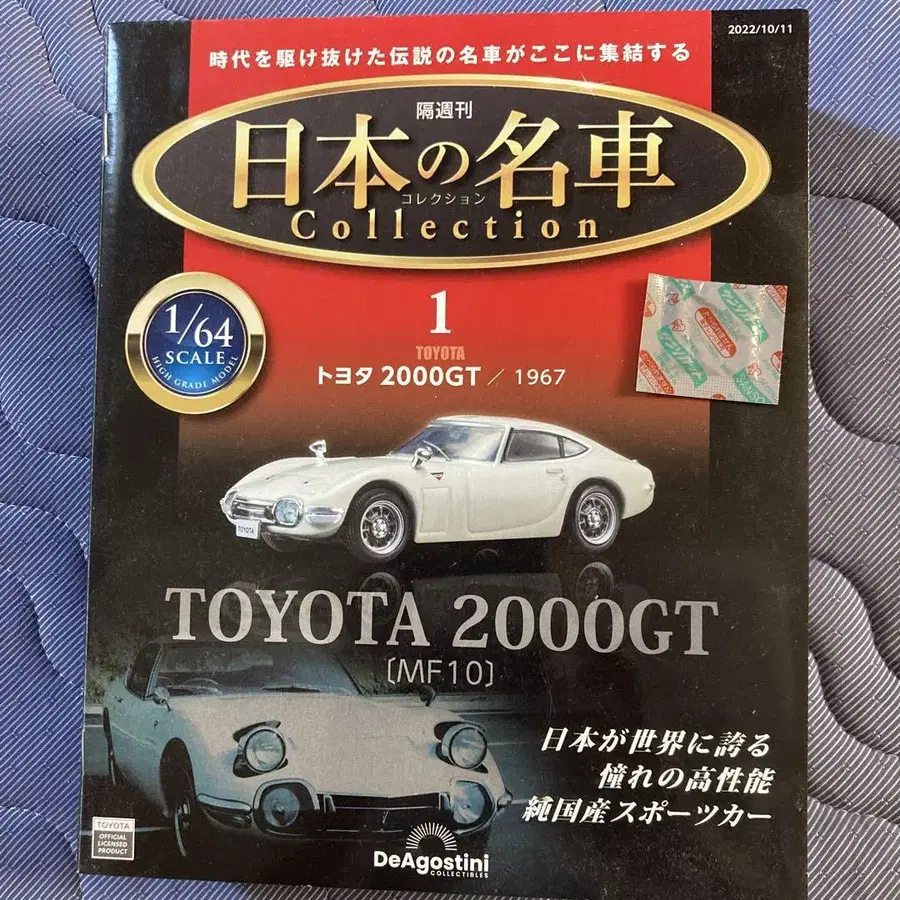 2022/10/11
時代を駆け抜けた伝説の名車がここに集結する
隔週刊
日本の名車
コレクション
Collection
1/64
SCALE
HIGH GRADE MODEL
1
TOYOTA
トヨタ 2000GT / 1967
TOYOTA
TOYOTA 2000GT
[MF10]
日本が世界に誇る
憧れの高性能
純国産スポーツカー
TOYOTA
OFFICIAL
LICENSED
PRODUCT
DeAgostini
COLLECTIBLES